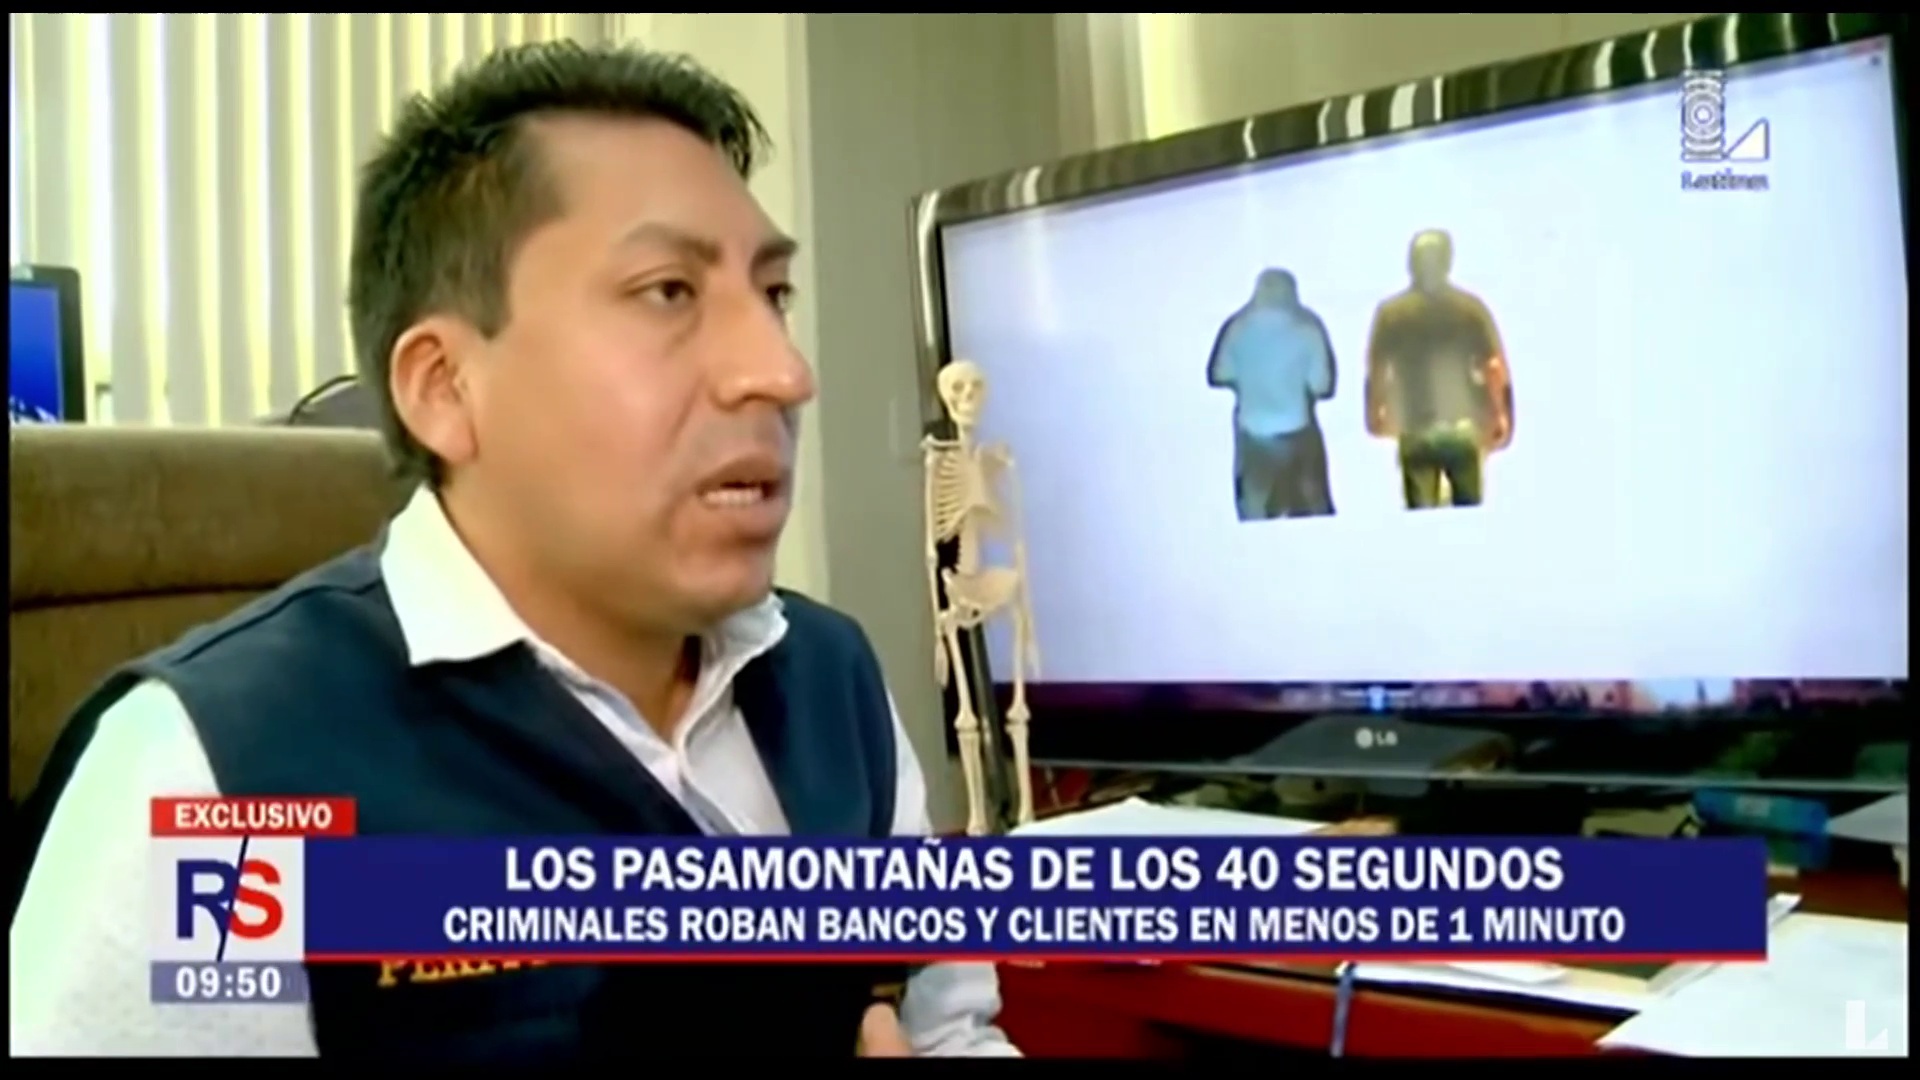 Latina
LG
EXCLUSIVO
RS
LOS PASAMONTAÑAS DE LOS 40 SEGUNDOS
CRIMINALES ROBAN BANCOS Y CLIENTES EN MENOS DE 1 MINUTO
09:50